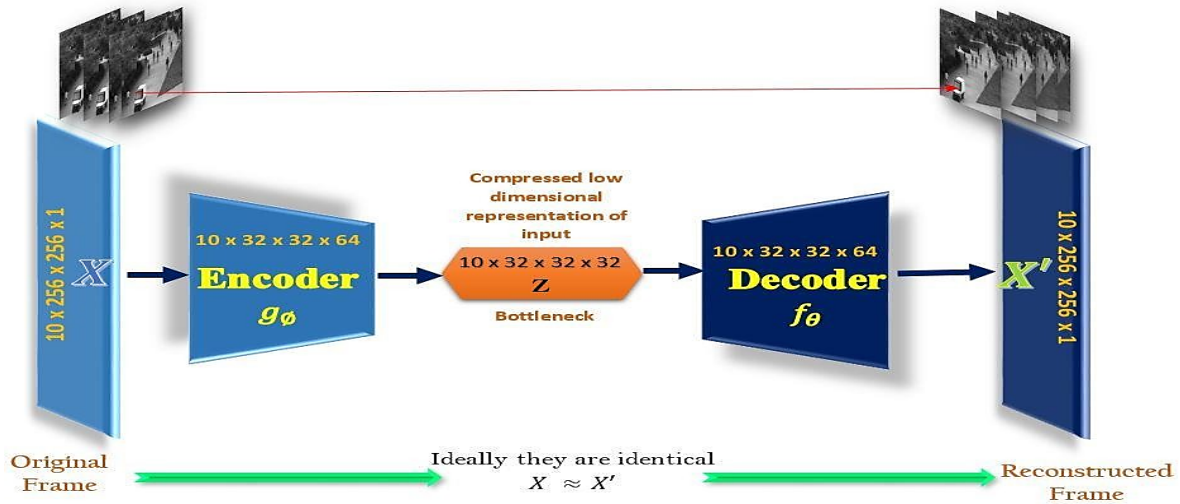 10 x 256 x 256 x 1
X
10 x 32 x 32 x 64
Encoder
gϕ
Compressed low
dimensional
representation of
input
10 x 32 x 32 x 32
Z
Bottleneck
10 x 32 x 32 x 64
Decoder
fθ
X'
10 x 256 x 256 x 1
Original
Frame
Ideally they are identical
X ≈ X'
Reconstructed
Frame